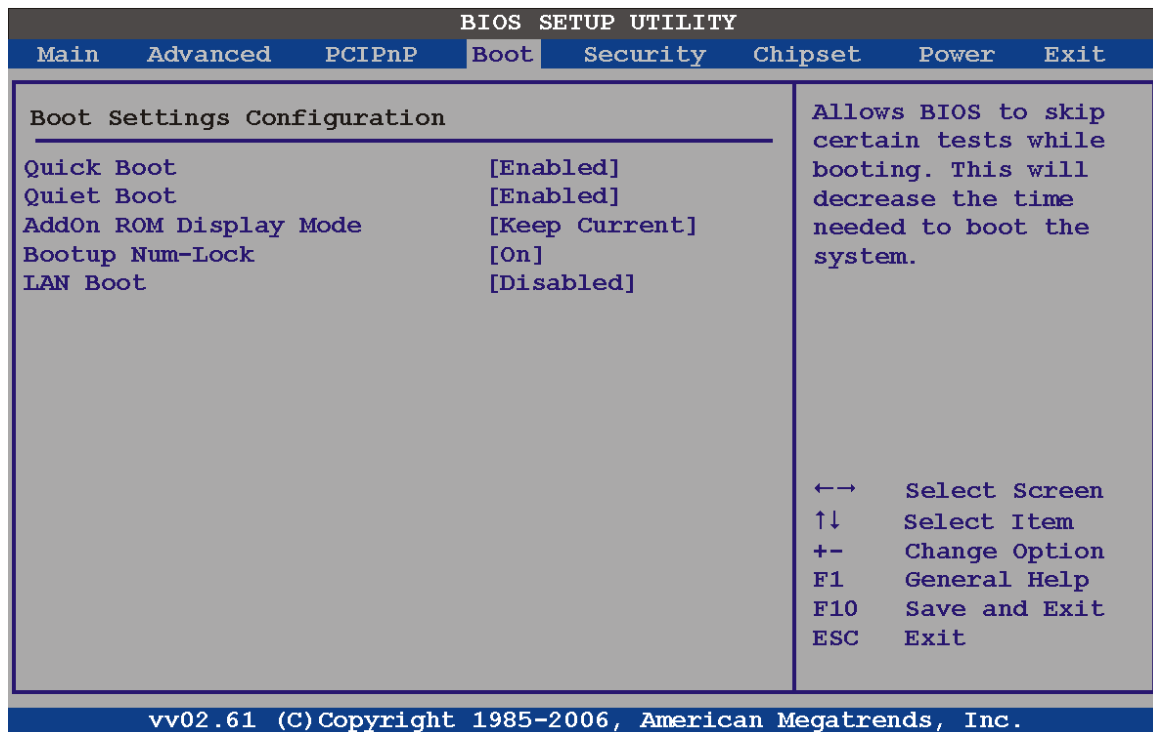 BIOS SETUP UTILITY
Main Advanced PCIPnP Boot Security Chipset Power Exit
Boot Settings Configuration
Quick Boot [Enabled]
Quiet Boot [Enabled]
AddOn ROM Display Mode [Keep Current]
Bootup Num-Lock [On]
LAN Boot [Disabled]
Allows BIOS to skip
certain tests while
booting. This will
decrease the time
needed to boot the
system.
←→ Select Screen
↑↓ Select Item
+- Change Option
F1 General Help
F10 Save and Exit
ESC Exit
vv02.61 (C)Copyright 1985-2006, American Megatrends, Inc.